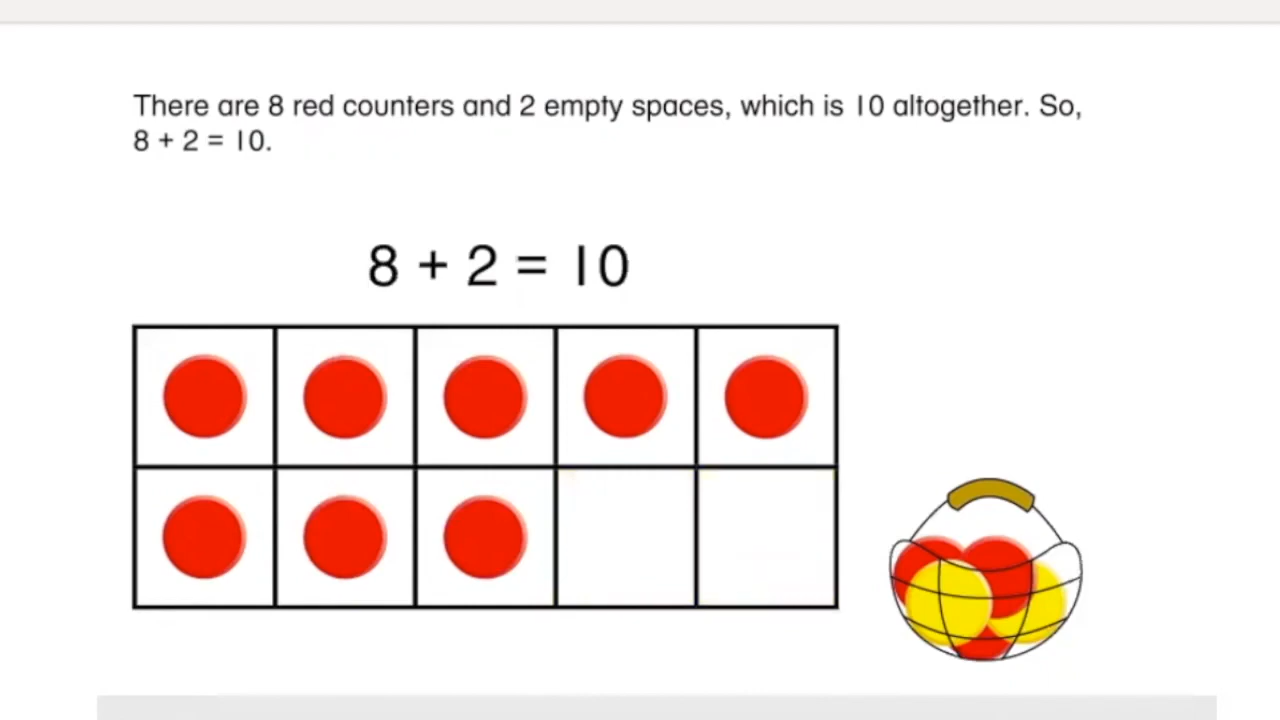 There are 8 red counters and 2 empty spaces, which is 10 altogether. So,
8 + 2 = 10.
8 + 2 = 10